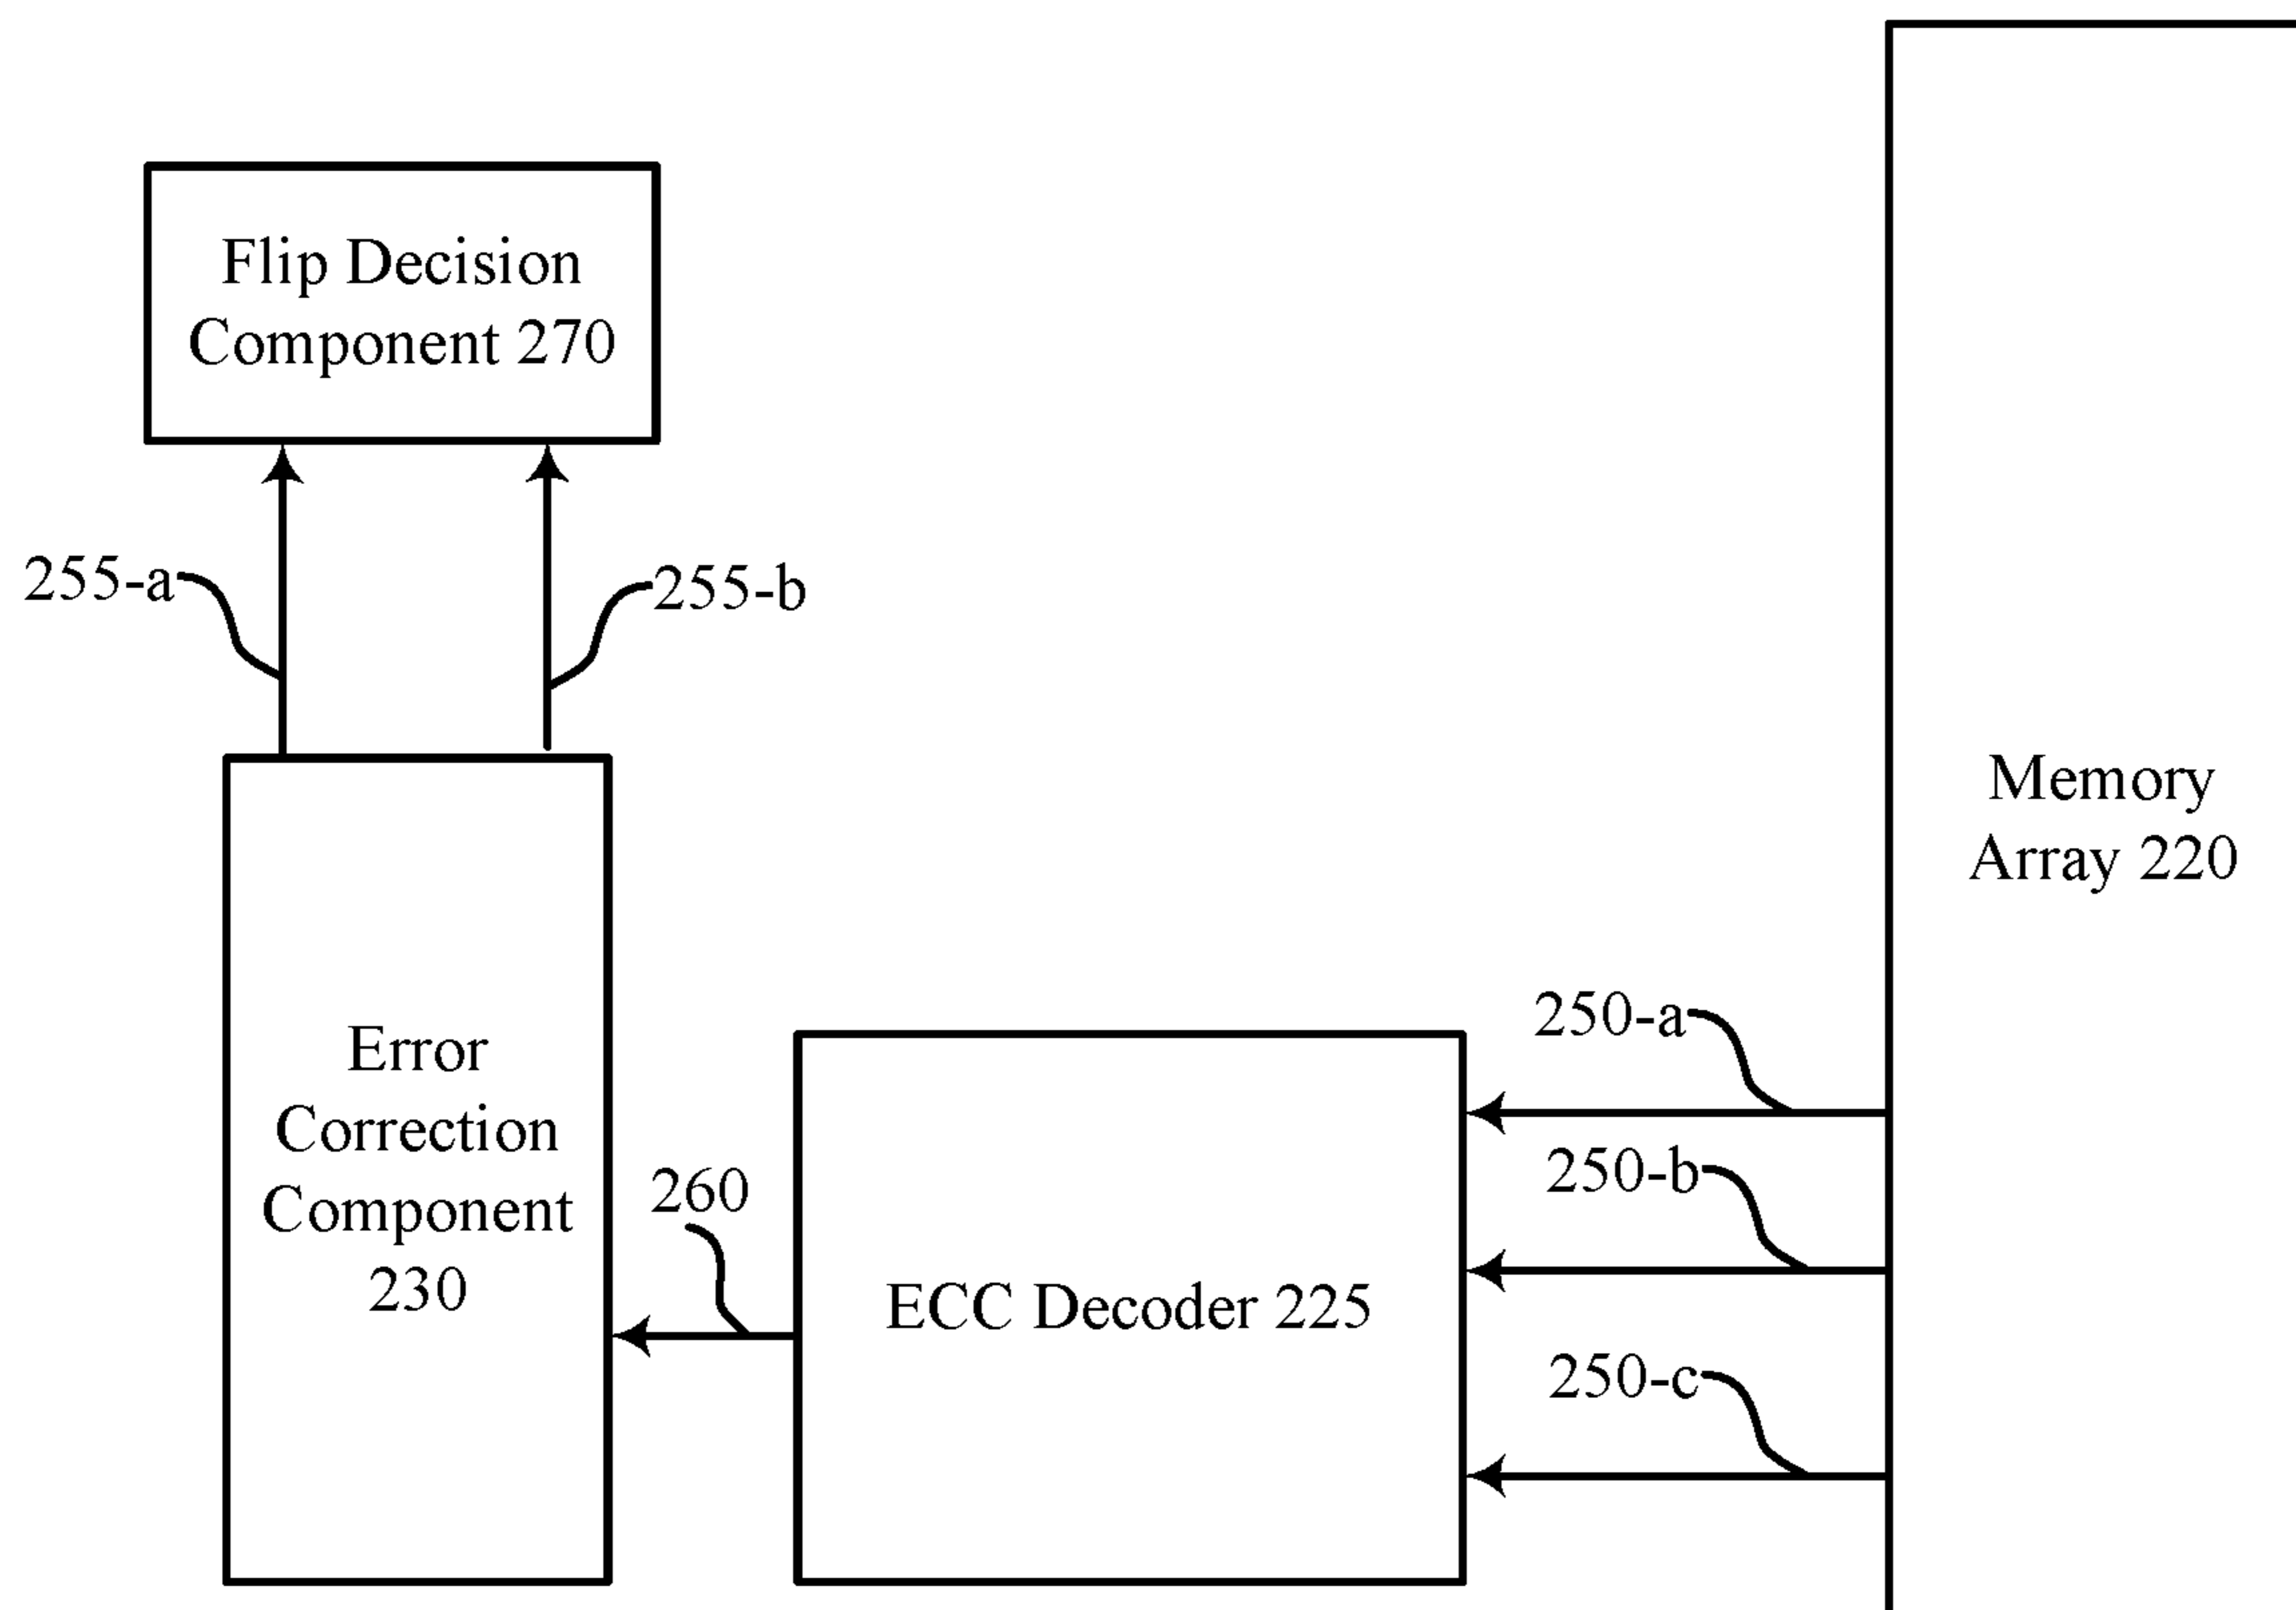 Flip Decision
Component 270
255-a
255-b
Memory
Array 220
Error
Correction
Component
230
260
ECC Decoder 225
250-a
250-b
250-c